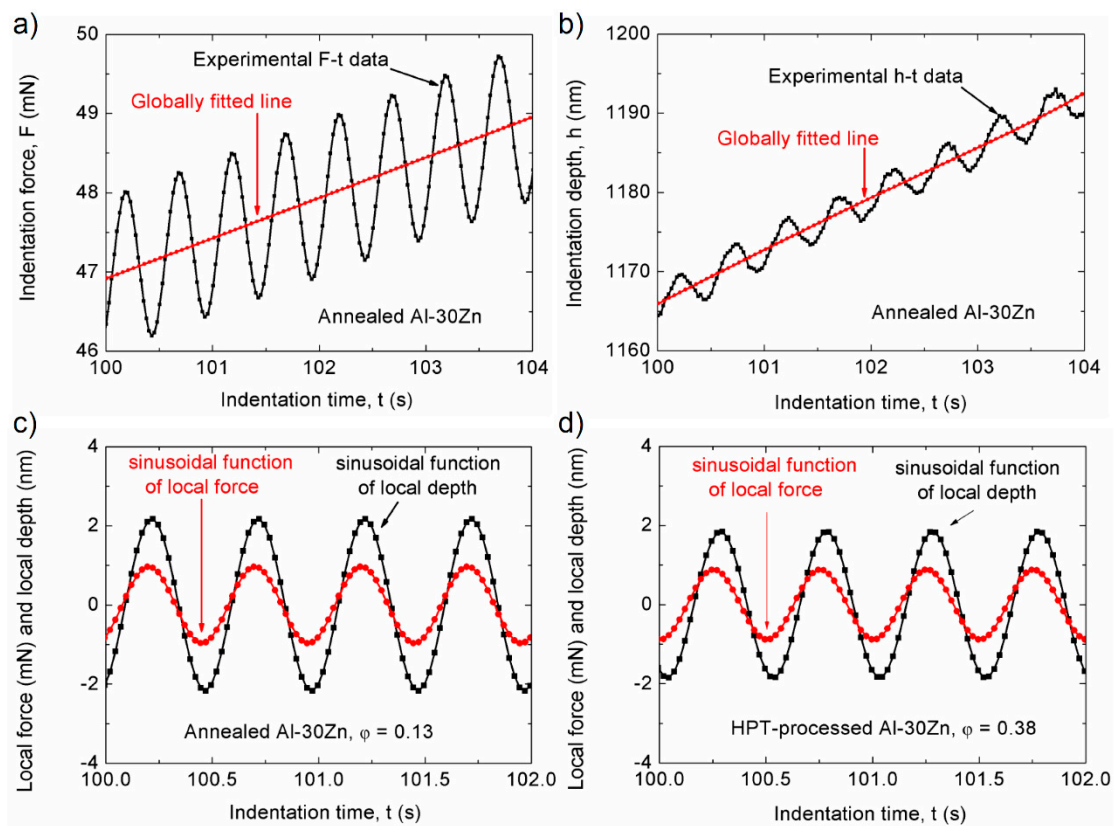 a)
50
49
48
47
46
Indentation force, F (mN)
Experimental F-t data
Globally fitted line
Annealed Al-30Zn
100 101 102 103 104
Indentation time, t (s)
b)
1200
1190
1180
1170
1160
Indentation depth, h (nm)
Experimental h-t data
Globally fitted line
Annealed Al-30Zn
100 101 102 103 104
Indentation time, t (s)
c)
4
2
0
-2
-4
Local force (mN) and local depth (nm)
sinusoidal function
of local force
sinusoidal function
of local depth
Annealed Al-30Zn, φ = 0.13
100.0 100.5 101.0 101.5 102.0
Indentation time, t (s)
d)
4
2
0
-2
-4
Local force (mN) and local depth (nm)
sinusoidal function
of local force
sinusoidal function
of local depth
HPT-processed Al-30Zn, φ = 0.38
100.0 100.5 101.0 101.5 102.0
Indentation time, t (s)